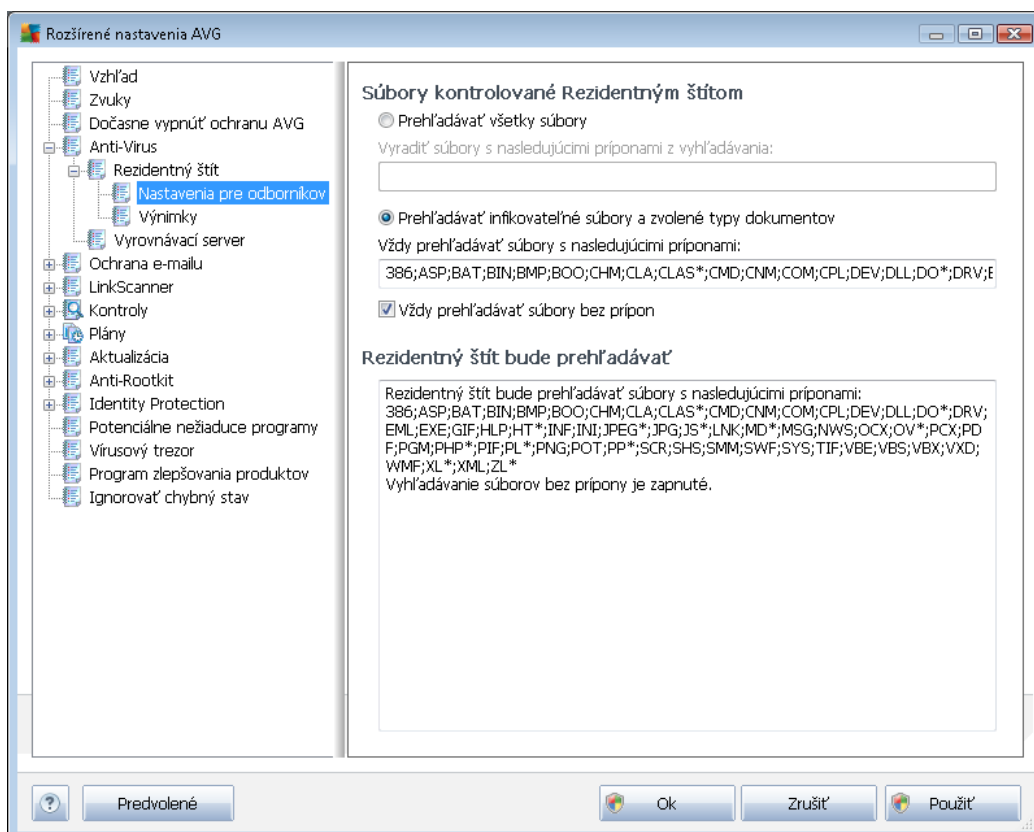 Rozšírené nastavenia AVG
Vzhľad
Zvuky
Dočasne vypnúť ochranu AVG
Anti-Virus
Rezidentný štít
Nastavenia pre odborníkov
Výnimky
Vyrovnávací server
Ochrana e-mailu
LinkScanner
Kontroly
Plány
Aktualizácia
Anti-Rootkit
Identity Protection
Potenciálne nežiaduce programy
Vírusový trezor
Program zlepšovania produktov
Ignorovať chybný stav
Súbory kontrolované Rezidentným štítom
Prehľadávať všetky súbory
Vyradiť súbory s nasledujúcimi príponami z vyhľadávania:
Prehľadávať infikovateľné súbory a zvolené typy dokumentov
Vždy prehľadávať súbory s nasledujúcimi príponami:
386;ASP;BAT;BIN;BMP;BOO;CHM;CLA;CLAS*;CMD;CNM;COM;CPL;DEV;DLL;DO*;DRV;E
Vždy prehľadávať súbory bez prípon
Rezidentný štít bude prehľadávať
Rezidentný štít bude prehľadávať súbory s nasledujúcimi príponami:
386;ASP;BAT;BIN;BMP;BOO;CHM;CLA;CLAS*;CMD;CNM;COM;CPL;DEV;DLL;DO*;DRV;
EML;EXE;GIF;HLP;HT*;INF;INI;JPEG*;JPG;JS*;LNK;MD*;MSG;NWS;OCX;OV*;PCX;PD
F;PGM;PHP*;PIF;PL*;PNG;POT;PP*;SCR;SHS;SMM;SWF;SYS;TIF;VBE;VBS;VBX;VXD;
WMF;XL*;XML;ZL*
Vyhľadávanie súborov bez prípony je zapnuté.
?
Predvolené
Ok
Zrušiť
Použiť